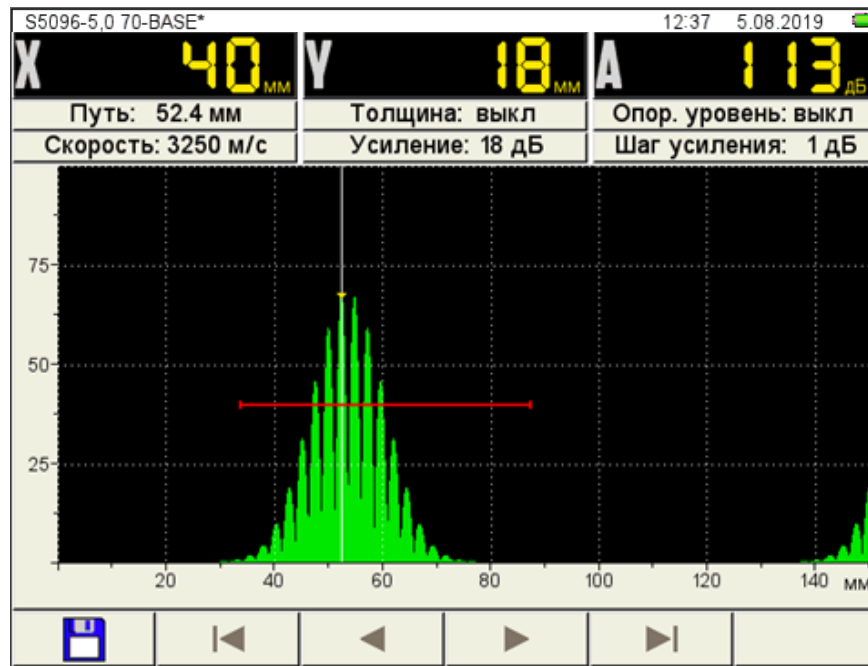 S5096-5,0 70-BASE* 12:37 5.08.2019
X 40 мм Y 18 мм A 113 дБ
Путь: 52.4 мм Толщина: выкл Опор. уровень: выкл
Скорость: 3250 м/с Усиление: 18 дБ Шаг усиления: 1 дБ
75
50
25
20 40 60 80 100 120 140 мм